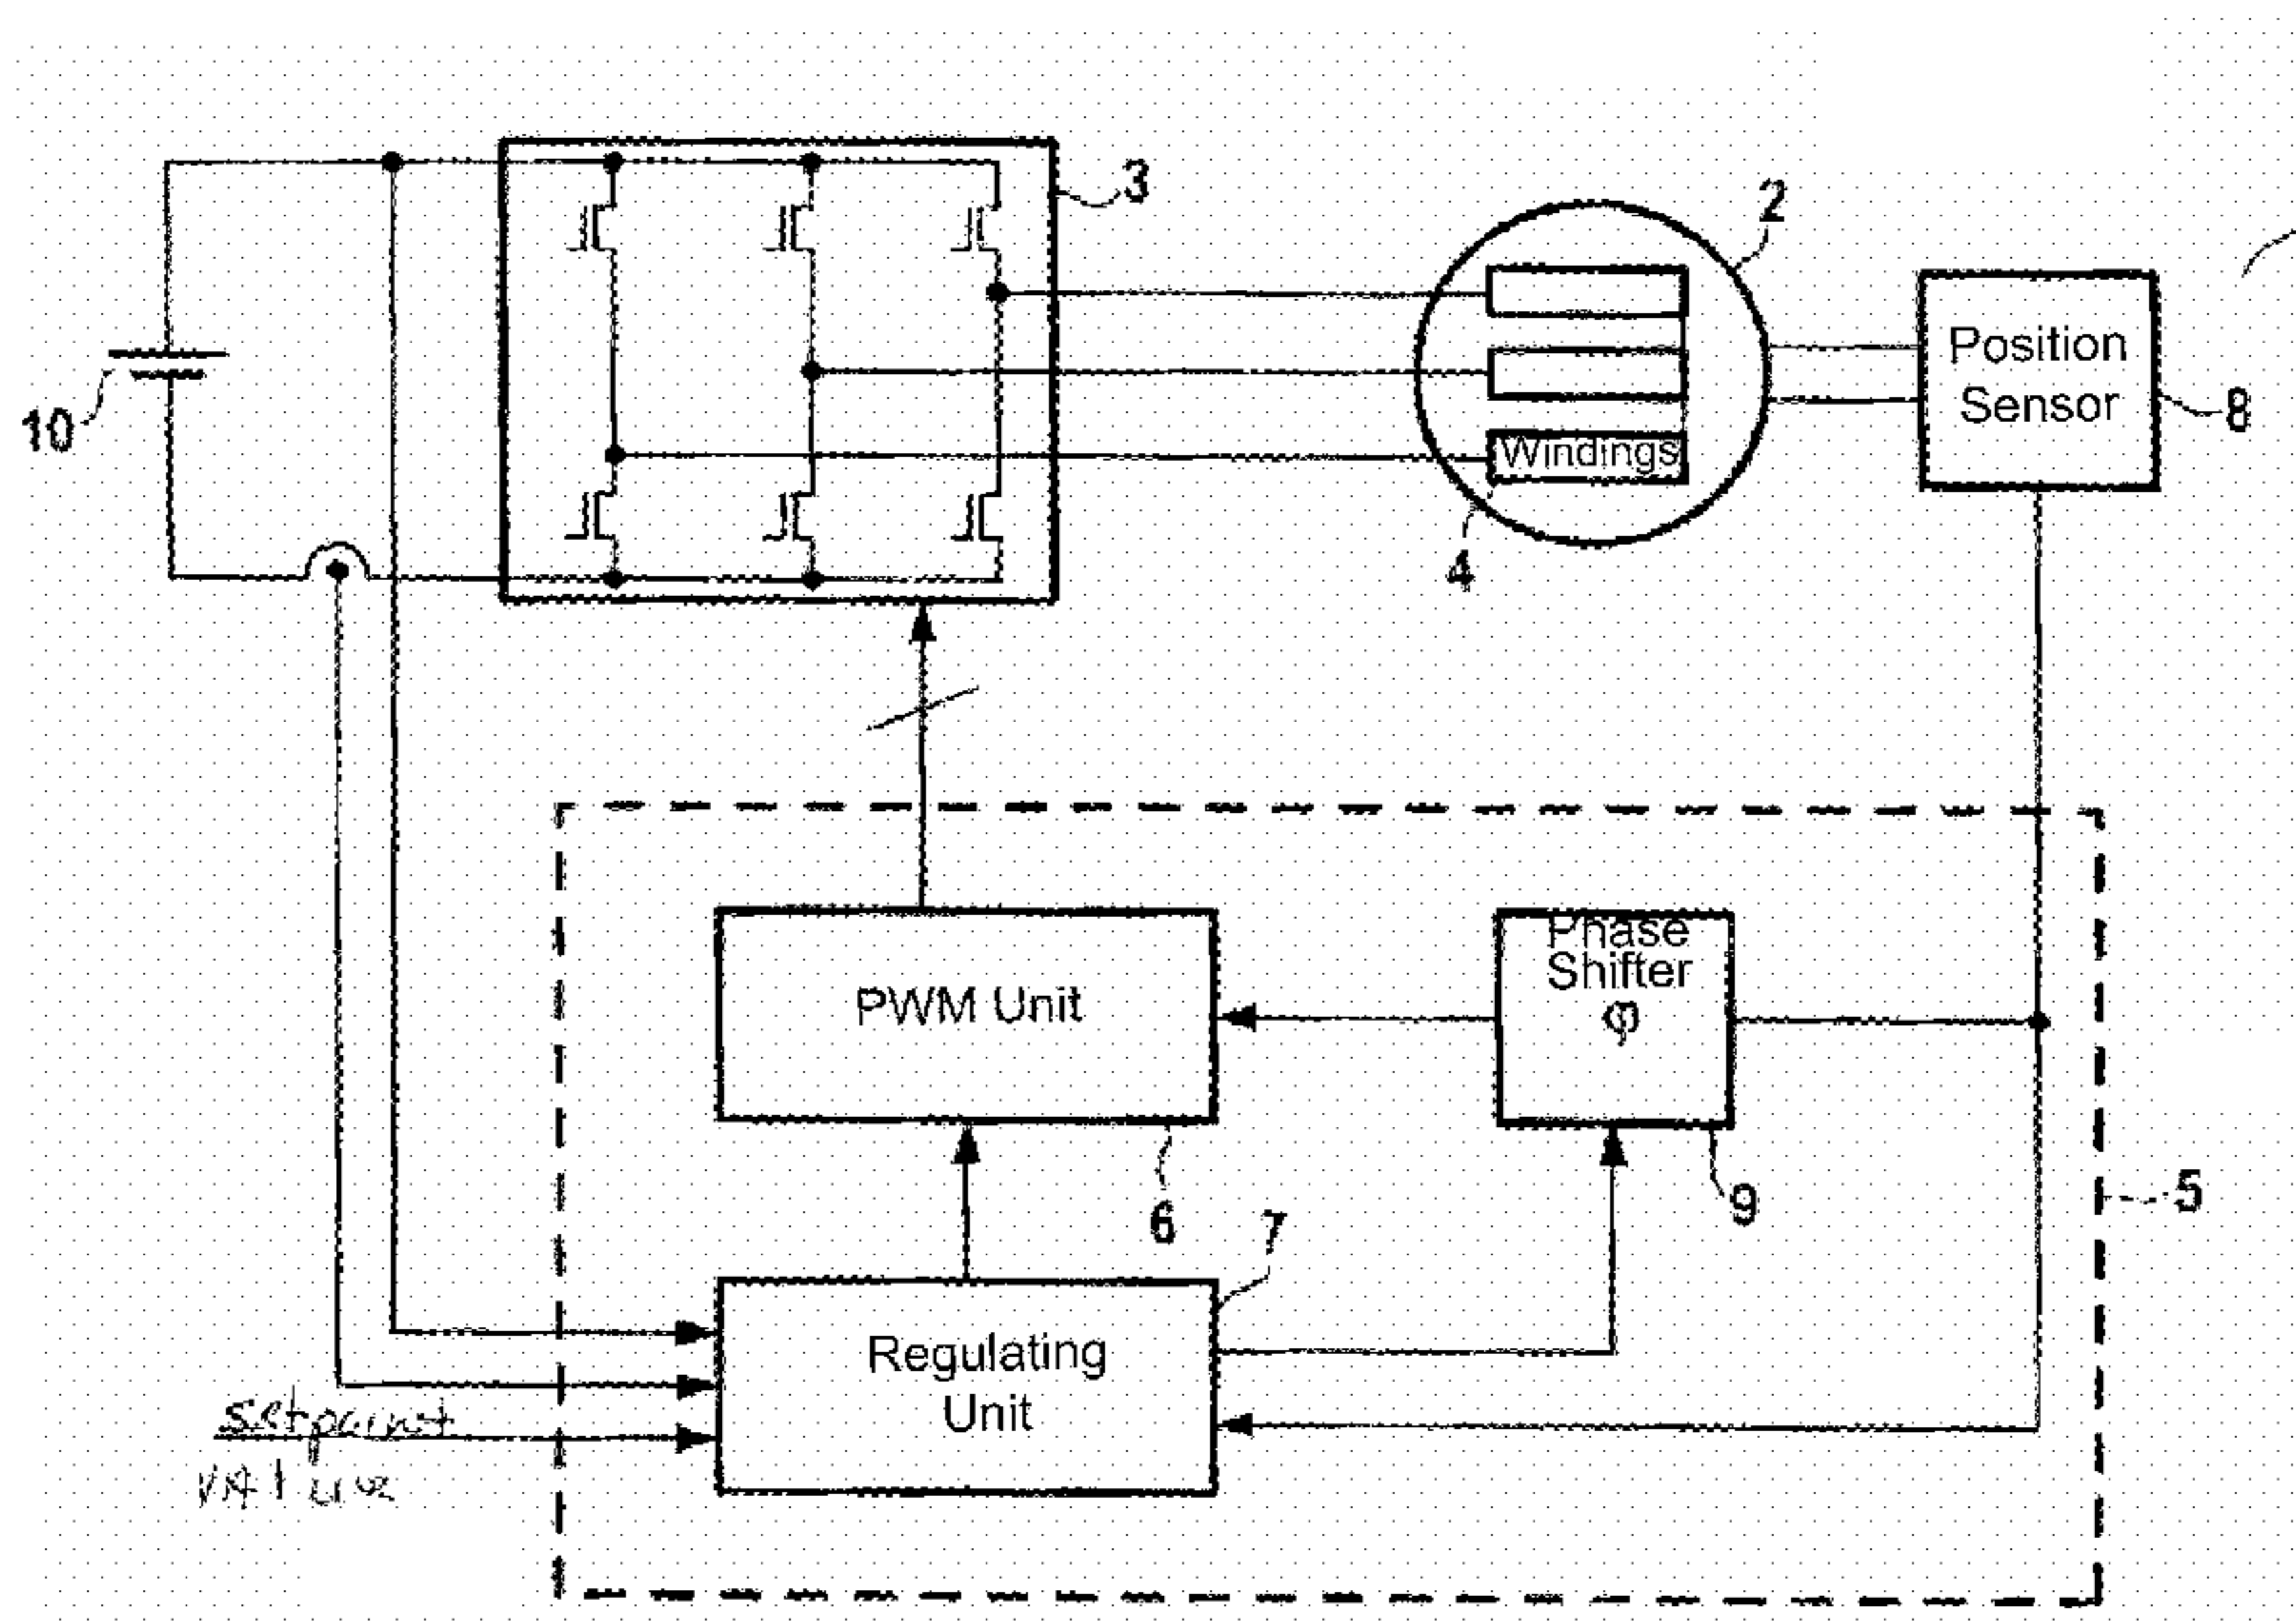 3
2
Position
Sensor
8
10
Windings
4
PWM Unit
Phase
Shifter
φ
6
9
5
7
Regulating
Unit
setpoint
value